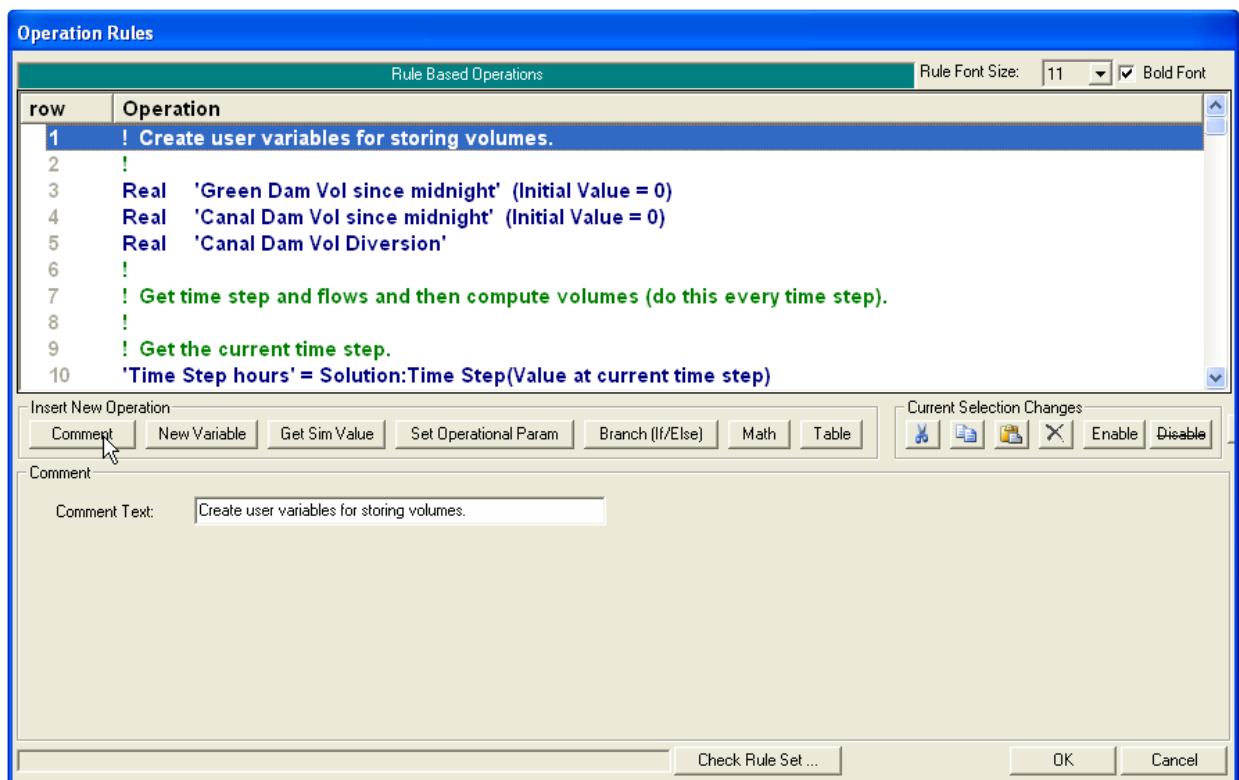 Operation Rules
Rule Based Operations Rule Font Size: 11 Bold Font
row Operation
1 ! Create user variables for storing volumes.
2 !
3 Real 'Green Dam Vol since midnight' (Initial Value = 0)
4 Real 'Canal Dam Vol since midnight' (Initial Value = 0)
5 Real 'Canal Dam Vol Diversion'
6 !
7 ! Get time step and flows and then compute volumes (do this every time step).
8 !
9 ! Get the current time step.
10 'Time Step hours' = Solution:Time Step(Value at current time step)
Insert New Operation Current Selection Changes
Comment New Variable Get Sim Value Set Operational Param Branch (If/Else) Math Table Enable Disable
Comment
Comment Text: Create user variables for storing volumes.
Check Rule Set ... OK Cancel